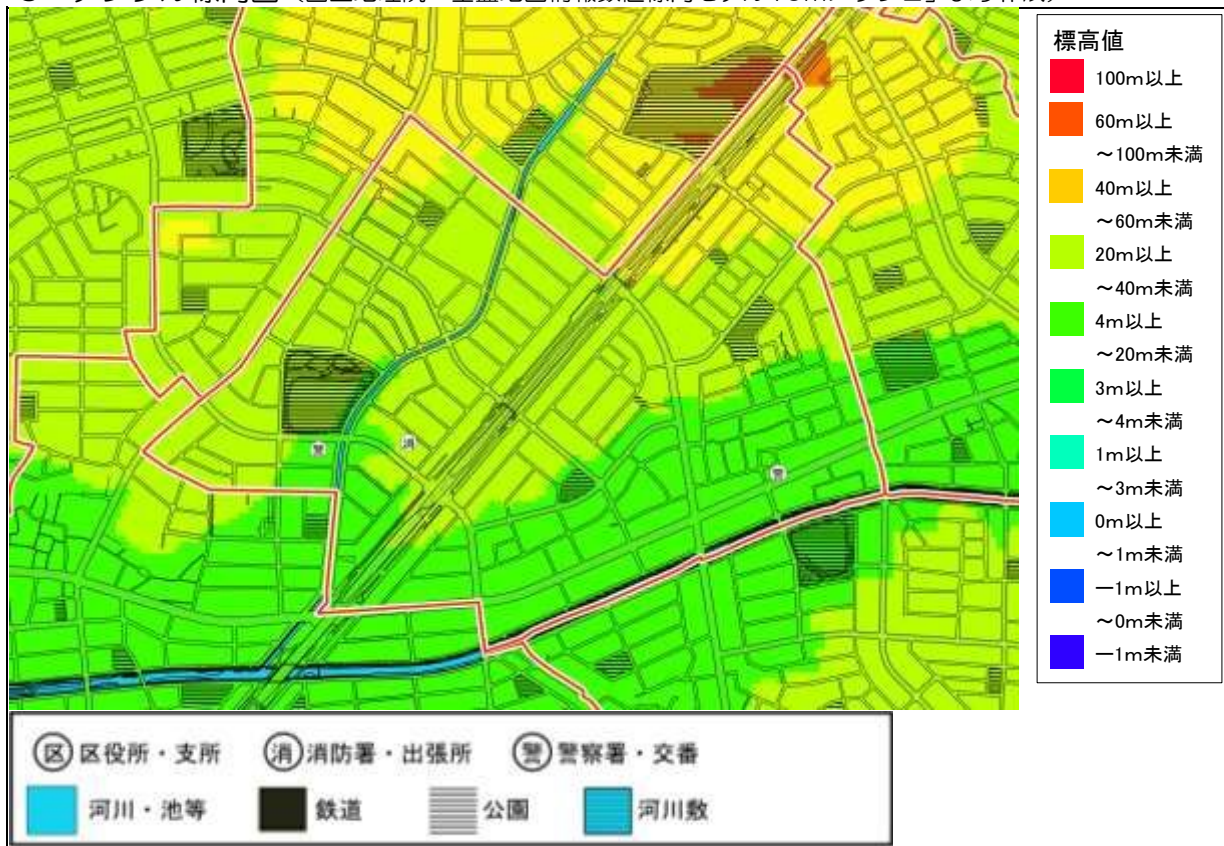 標高値
100m以上
60m以上
～100m未満
40m以上
～60m未満
20m以上
～40m未満
4m以上
～20m未満
3m以上
～4m未満
1m以上
～3m未満
0m以上
～1m未満
－1m以上
～0m未満
－1m未満
消
警
警
区 区役所・支所 消 消防署・出張所 警 警察署・交番
河川・池等 鉄道 公園 河川敷